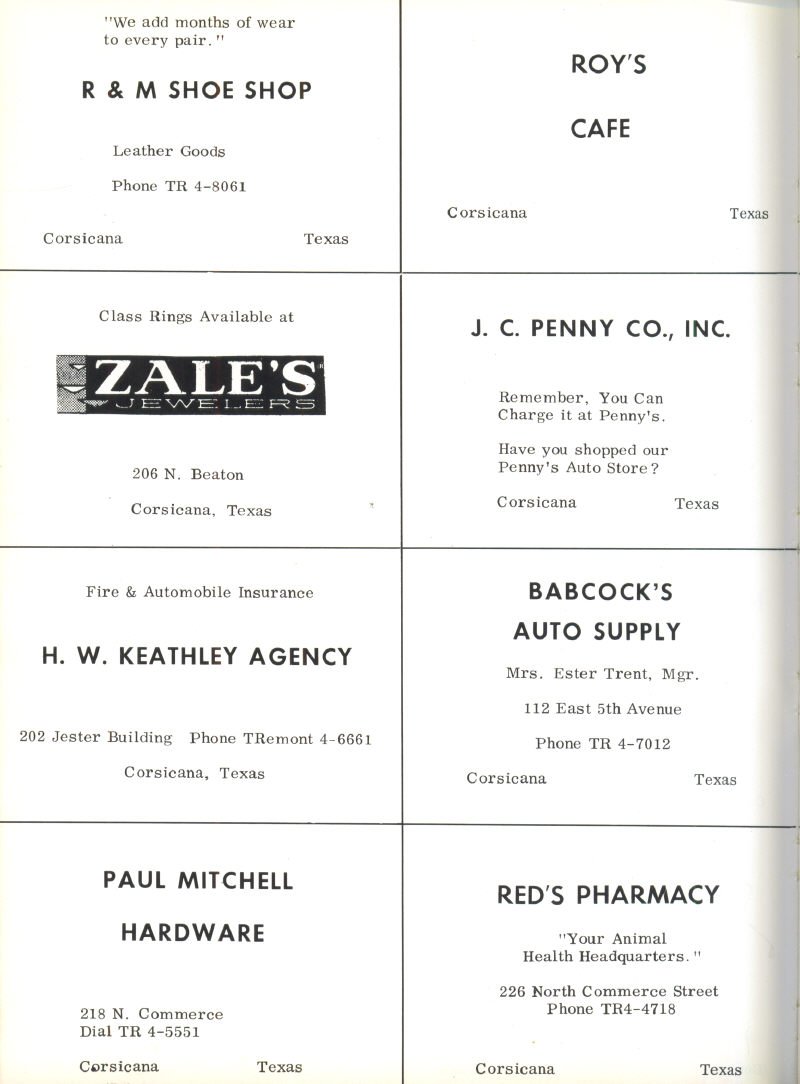 "We add months of wear
to every pair."
R & M SHOE SHOP
Leather Goods
Phone TR 4-8061
Corsicana Texas
ROY'S
CAFE
Corsicana Texas
Class Rings Available at
ZALE'S®
JEWELERS
206 N. Beaton
Corsicana, Texas
J. C. PENNY CO., INC.
Remember, You Can
Charge it at Penny's.
Have you shopped our
Penny's Auto Store?
Corsicana Texas
Fire & Automobile Insurance
H. W. KEATHLEY AGENCY
202 Jester Building Phone TRemont 4-6661
Corsicana, Texas
BABCOCK'S
AUTO SUPPLY
Mrs. Ester Trent, Mgr.
112 East 5th Avenue
Phone TR 4-7012
Corsicana Texas
PAUL MITCHELL
HARDWARE
218 N. Commerce
Dial TR 4-5551
Corsicana Texas
RED'S PHARMACY
"Your Animal
Health Headquarters."
226 North Commerce Street
Phone TR4-4718
Corsicana Texas